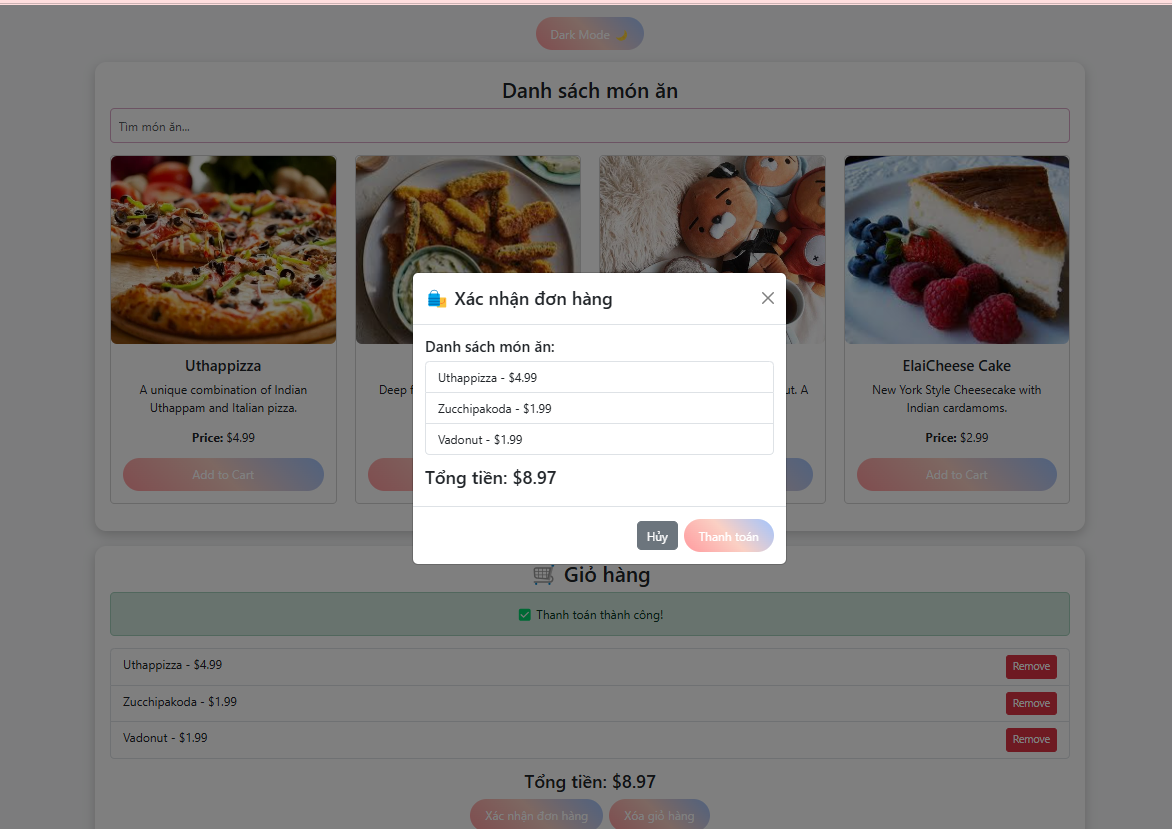 Dark Mode 🌙
Danh sách món ăn
Tìm món ăn...
🛍️ Xác nhận đơn hàng
Danh sách món ăn:
Uthappizza - $4.99
Zucchipakoda - $1.99
Vadonut - $1.99
Tổng tiền: $8.97
Hủy
Thanh toán
Uthappizza
A unique combination of Indian
Uthappam and Italian pizza.
Price: $4.99
Add to Cart
Deep
A
ElaiCheese Cake
New York Style Cheesecake with
Indian cardamoms.
Price: $2.99
Add to Cart
🛒 Giỏ hàng
✅ Thanh toán thành công!
Uthappizza - $4.99
Remove
Zucchipakoda - $1.99
Remove
Vadonut - $1.99
Remove
Tổng tiền: $8.97
Xác nhận đơn hàng
Xóa giỏ hàng